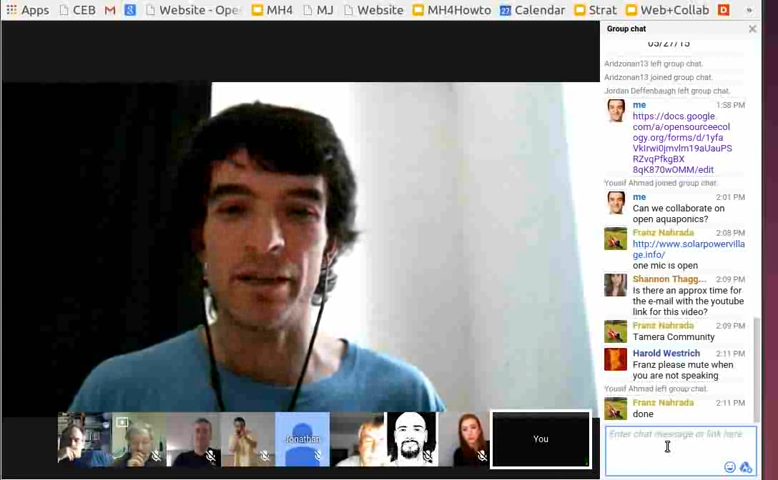 Apps CEB Website - Ope MH4 MJ Website MH4Howto 27 Calendar Strat Web+Collab D »
Group chat
05/27/15
Aridzonan13 left group chat.
Aridzonan13 joined group chat.
Jordan Deffenbaugh left group chat.
me 1:58 PM
https://docs.google
com/a/opensourceecol
ogy.org/forms/d/1yfa
VkIrwi0jmvlm19aUauPS
RZvqPfkgBX
8qK870wOMM/edit
Yousif Ahmad joined group chat.
me 2:01 PM
Can we collaborate on
open aquaponics?
Franz Nahrada 2:08 PM
http://www.solarpowervilla
ge.info/
one mic is open
Shannon Thagg... 2:09 PM
Is there an approx time for
the e-mail with the youtube
link for this video?
Franz Nahrada 2:09 PM
Tamera Community
Harold Westrich 2:11 PM
Franz please mute when
you are not speaking
Yousif Ahmad left group chat.
Franz Nahrada 2:11 PM
done
Enter chat message or link here
Jonathan
You